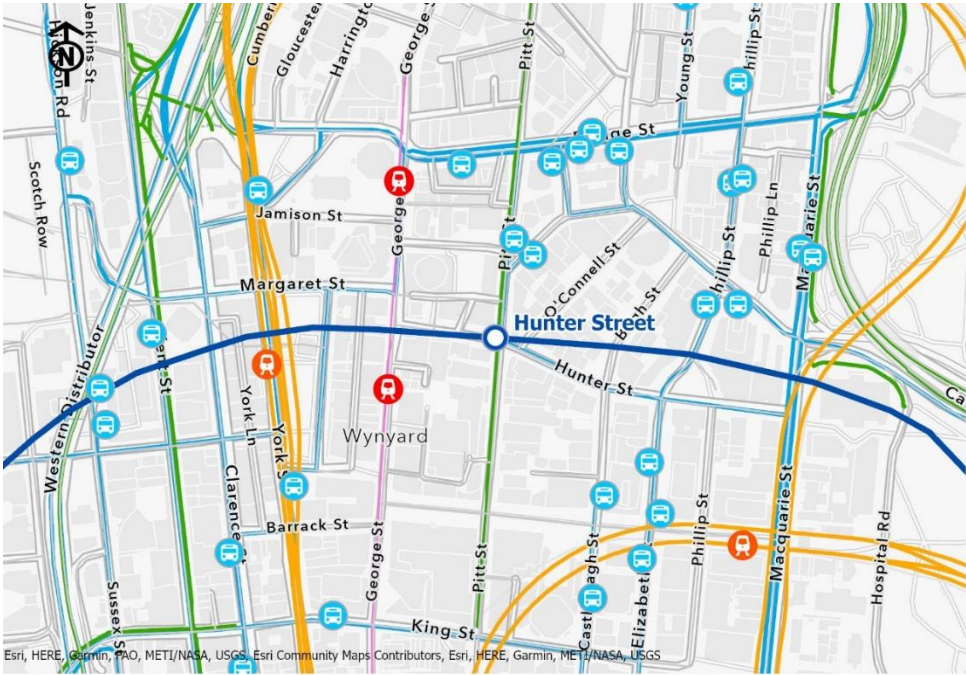 Jenkins St
Hickson Rd
N
Gloucester
Harrington
George St
Pitt St
Young St
Phillip St
Bridge St
Scotch Row
Jamison St
George
Pitt St
O'Connell St
Phillip St
Phillip Ln
Macquarie St
Margaret St
Hunter Street
Hunter St
Western Distributor
Kent St
York Ln
York S
Wynyard
Clarence St
Barrack St
George St
Pitt St
Phillip St
Macquarie St
Hospital Rd
Ca
Sussex St
King St
Castlereagh St
Elizabeth
Esri, HERE, Garmin, FAO, METI/NASA, USGS, Esri Community Maps Contributors, Esri, HERE, Garmin, METI/NASA, USGS